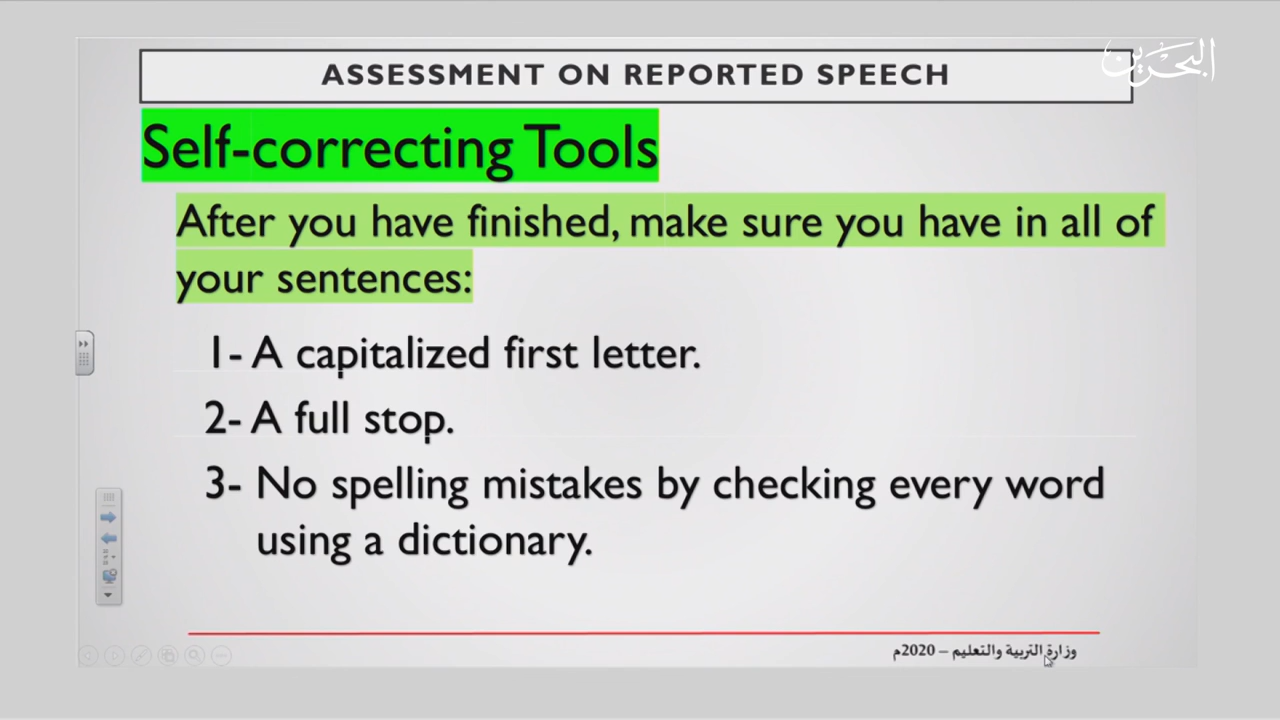 البحرين
ASSESSMENT ON REPORTED SPEECH
Self-correcting Tools
After you have finished, make sure you have in all of
your sentences:
1- A capitalized first letter.
2- A full stop.
3- No spelling mistakes by checking every word
using a dictionary.
وزارة التربية والتعليم – 2020م